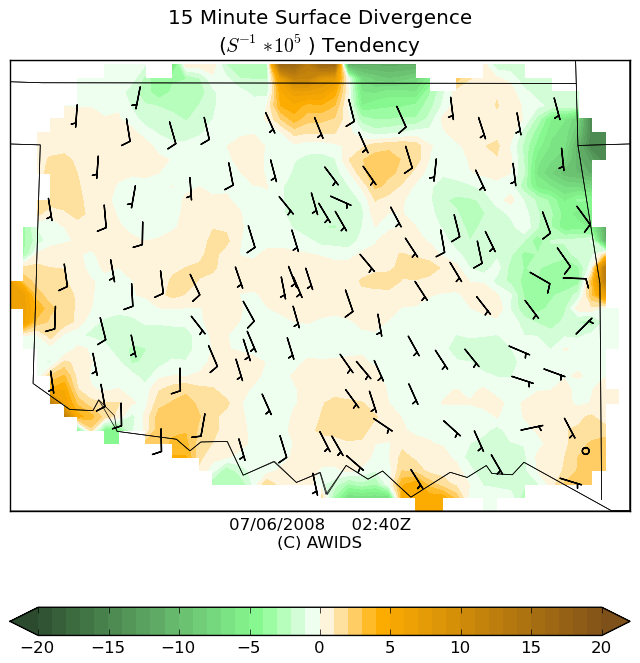 15 Minute Surface Divergence
(S⁻¹ *10⁵ ) Tendency
07/06/2008 02:40Z
(C) AWIDS
−20 −15 −10 −5 0 5 10 15 20